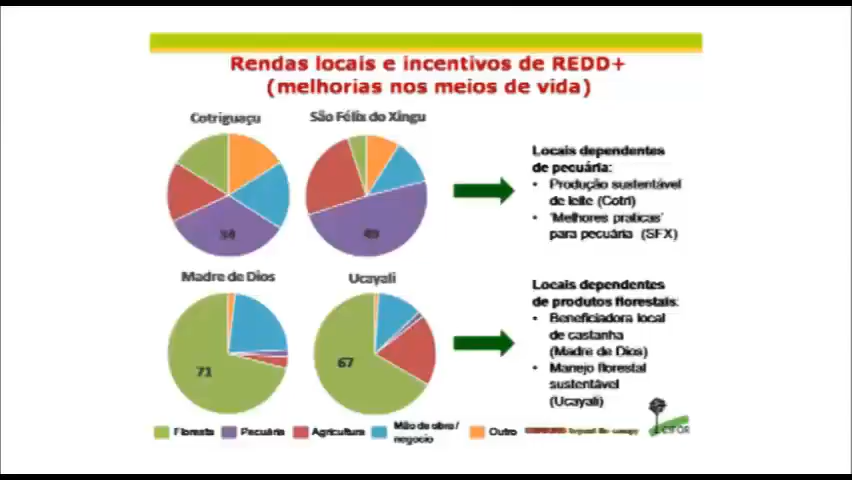 Rendas locais e incentivos de REDD+
(melhorias nos meios de vida)
Cotriguaçu
São Félix do Xingu
34
49
Locais dependentes
de pecuária:
• Produção sustentável
de leite (Cotri)
• 'Melhores praticas'
para pecuária (SFX)
Madre de Dios
Ucayali
71
67
Locais dependentes
de produtos florestais:
• Beneficiadora local
de castanha
(Madre de Dios)
• Manejo florestal
sustentável
(Ucayali)
Floresta
Pecuária
Agricultura
Mão de obra /
negocio
Outro
CIFOR